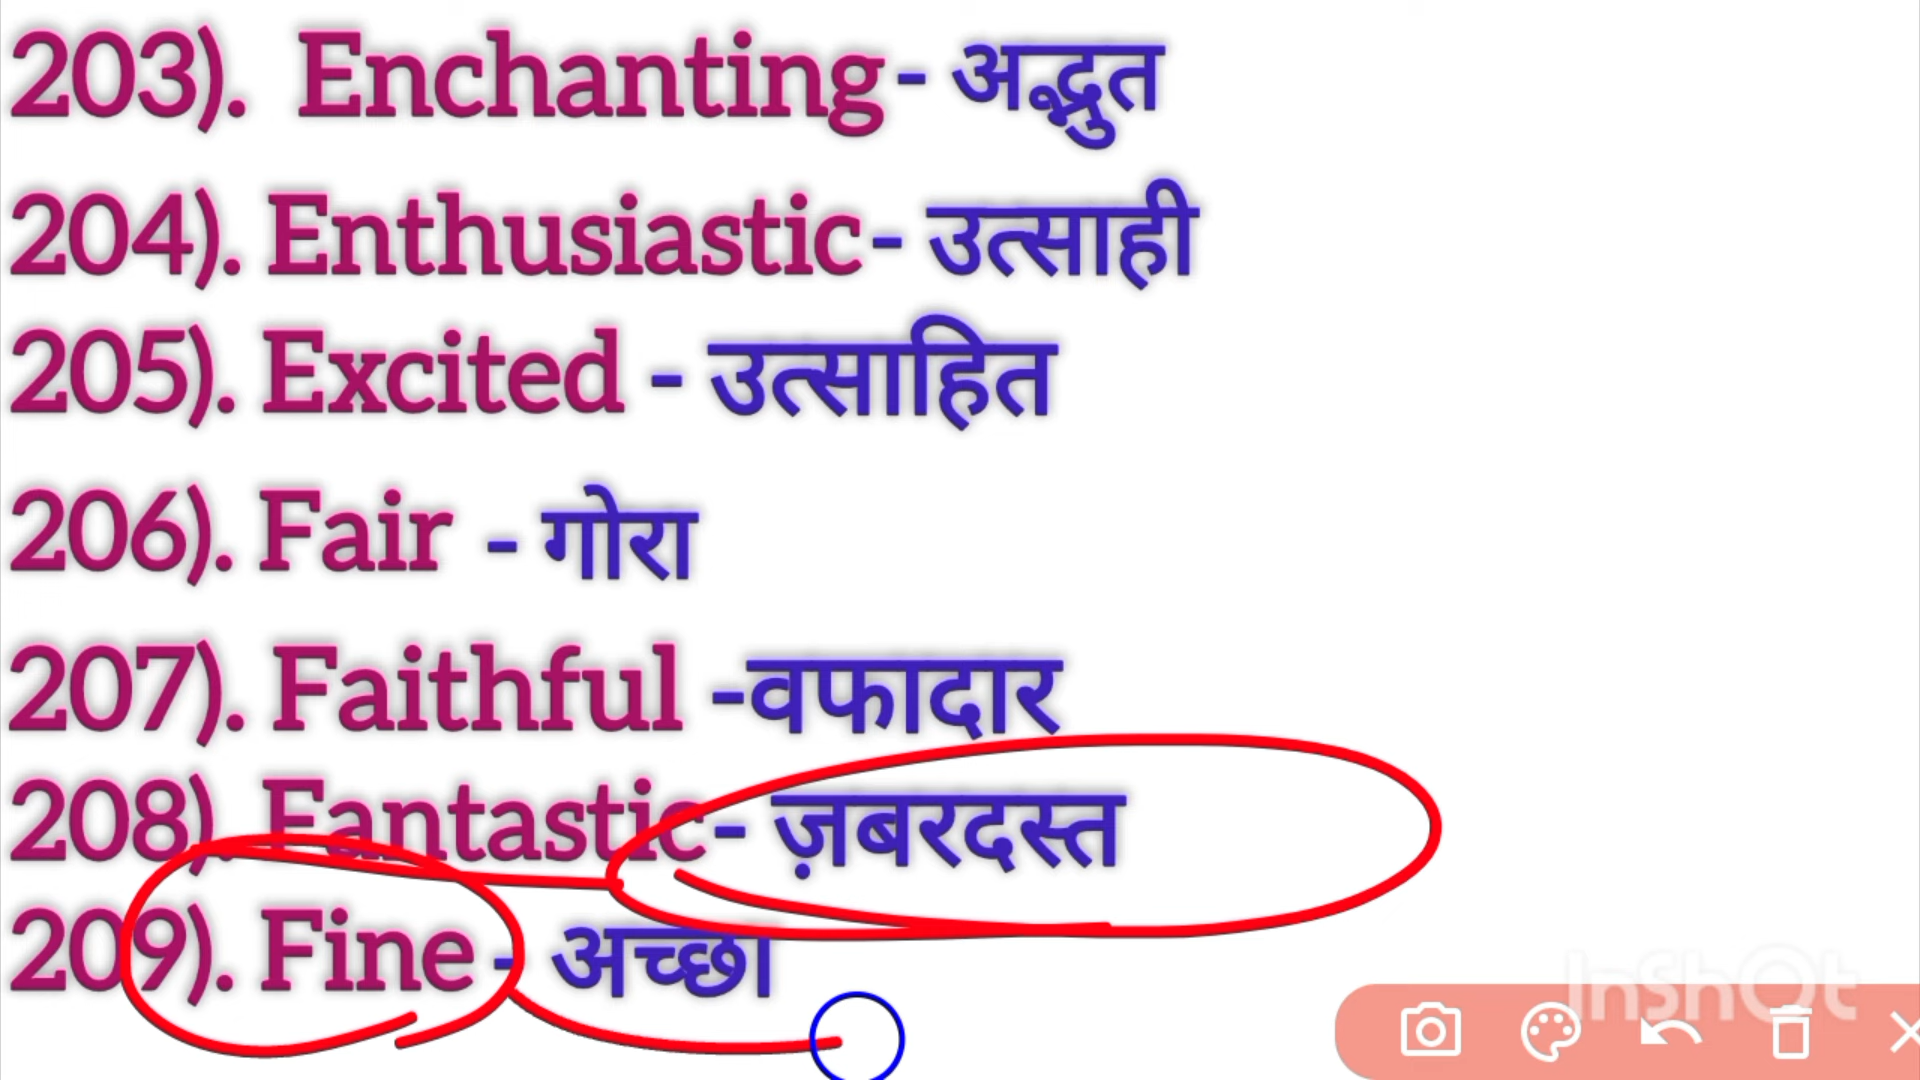 203). Enchanting - अद्भुत
204). Enthusiastic - उत्साही
205). Excited - उत्साहित
206). Fair - गोरा
207). Faithful -वफादार
208). Fantastic- ज़बरदस्त
209). Fine - अच्छा
InShOt